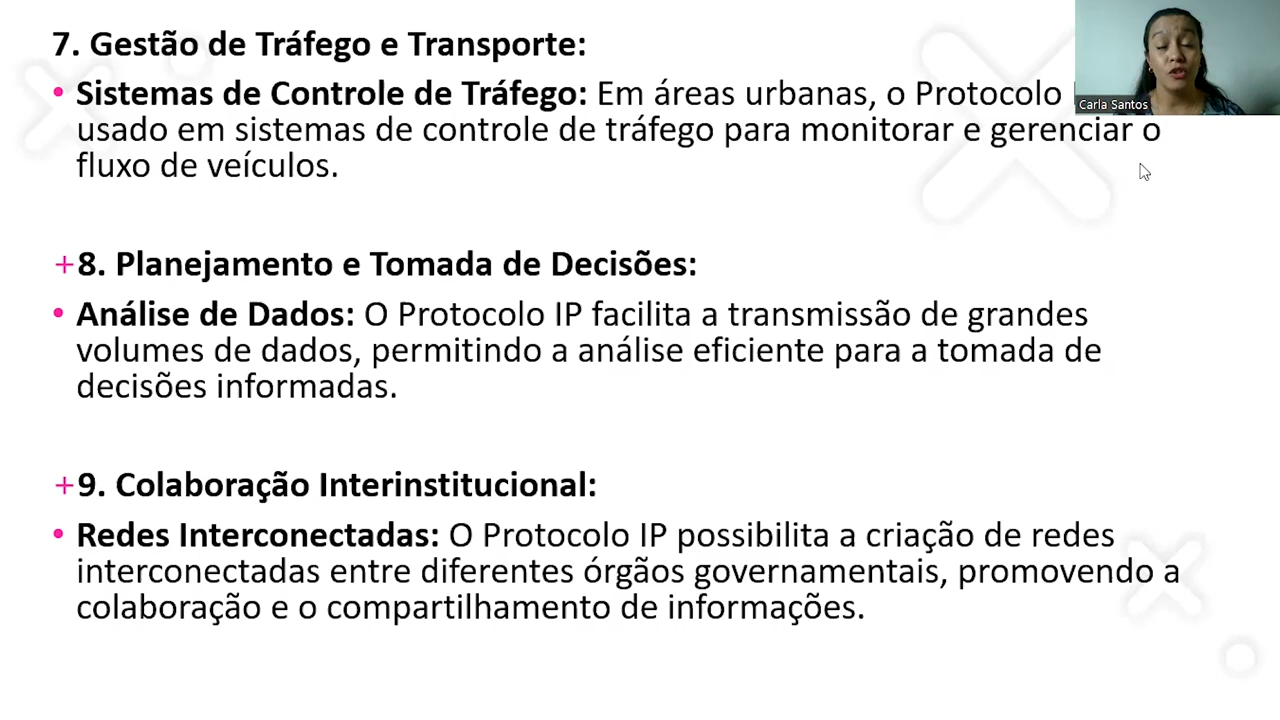 7. Gestão de Tráfego e Transporte:
• Sistemas de Controle de Tráfego: Em áreas urbanas, o Protocolo
usado em sistemas de controle de tráfego para monitorar e gerenciar o
fluxo de veículos.
Carla Santos
+8. Planejamento e Tomada de Decisões:
• Análise de Dados: O Protocolo IP facilita a transmissão de grandes
volumes de dados, permitindo a análise eficiente para a tomada de
decisões informadas.
+9. Colaboração Interinstitucional:
• Redes Interconectadas: O Protocolo IP possibilita a criação de redes
interconectadas entre diferentes órgãos governamentais, promovendo a
colaboração e o compartilhamento de informações.